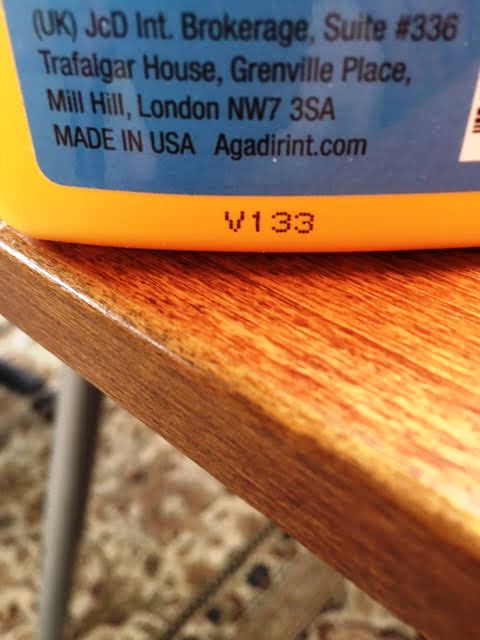 (UK) JcD Int. Brokerage, Suite #336
Trafalgar House, Grenville Place,
Mill Hill, London NW7 3SA
MADE IN USA Agadirint.com
V133